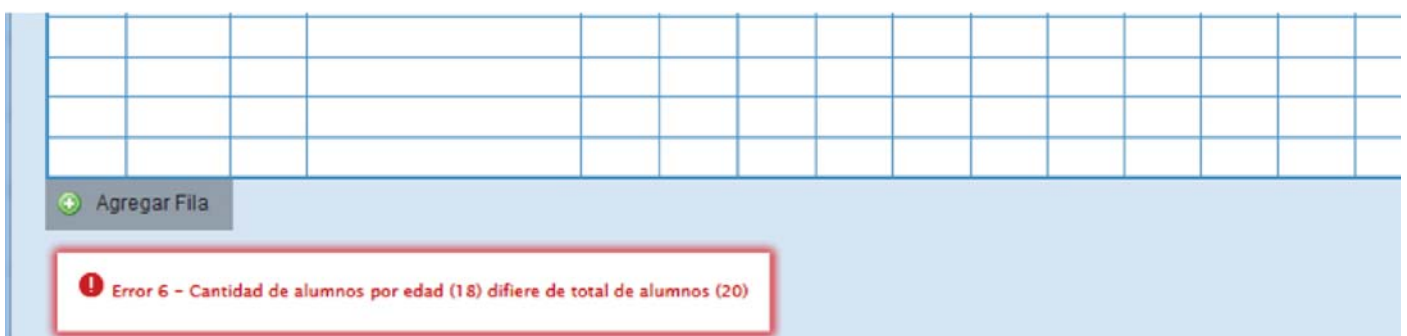 Agregar Fila
Error 6 - Cantidad de alumnos por edad (18) difiere de total de alumnos (20)